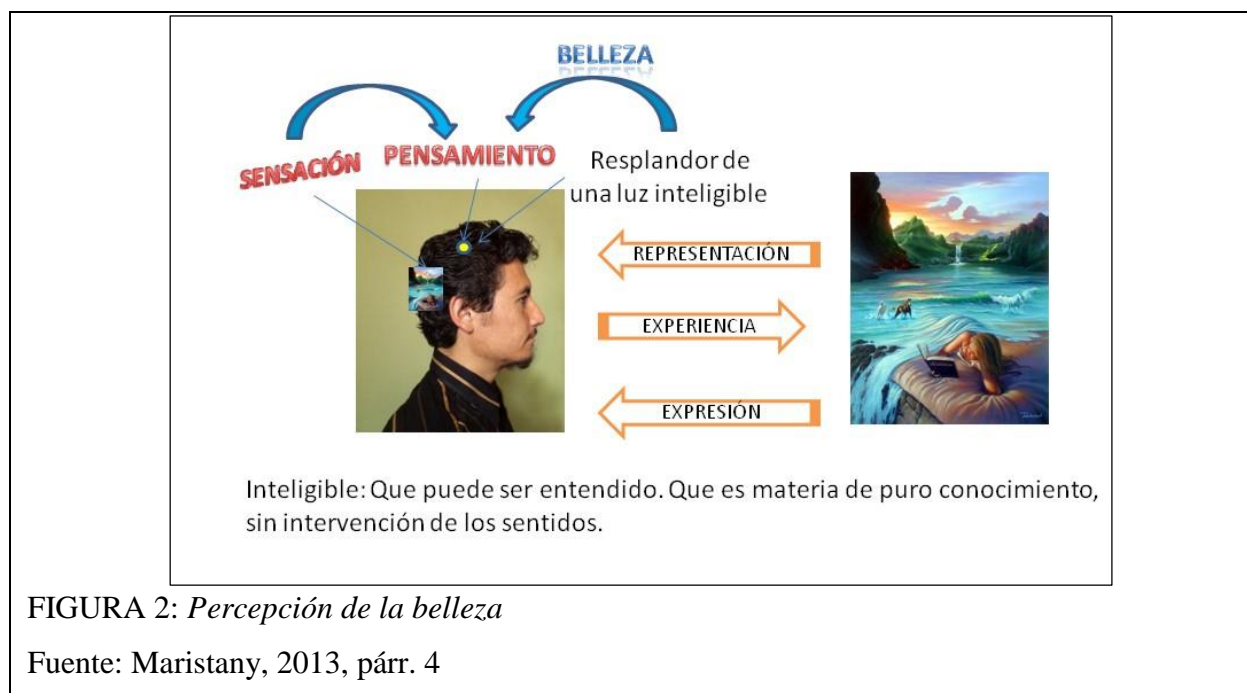 BELLEZA
SENSACIÓN
PENSAMIENTO
Resplandor de
una luz inteligible
REPRESENTACIÓN
EXPERIENCIA
EXPRESIÓN
Inteligible: Que puede ser entendido. Que es materia de puro conocimiento,
sin intervención de los sentidos.
FIGURA 2: Percepción de la belleza
Fuente: Maristany, 2013, párr. 4